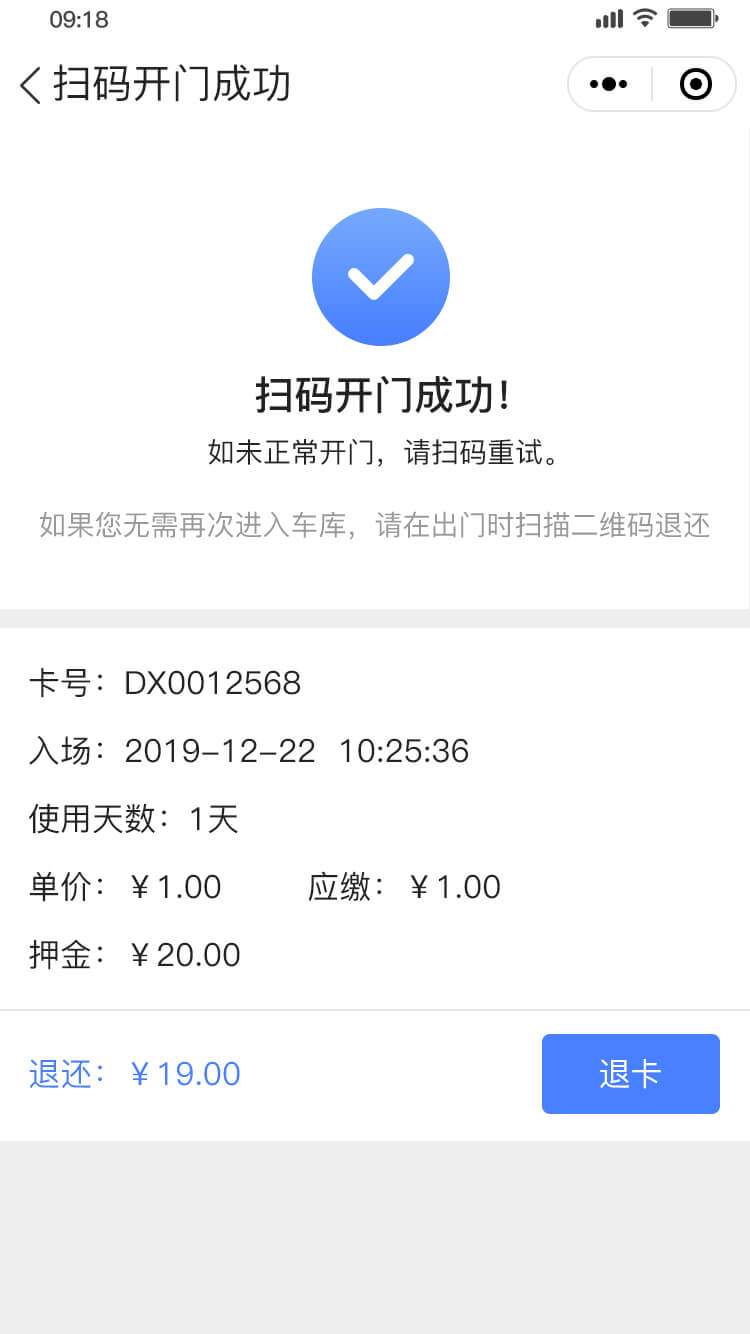 09:18
扫码开门成功
扫码开门成功！
如未正常开门，请扫码重试。
如果您无需再次进入车库，请在出门时扫描二维码退还
卡号：DX0012568
入场：2019-12-22 10:25:36
使用天数：1天
单价：￥1.00 应缴：￥1.00
押金：￥20.00
退还：￥19.00 退卡